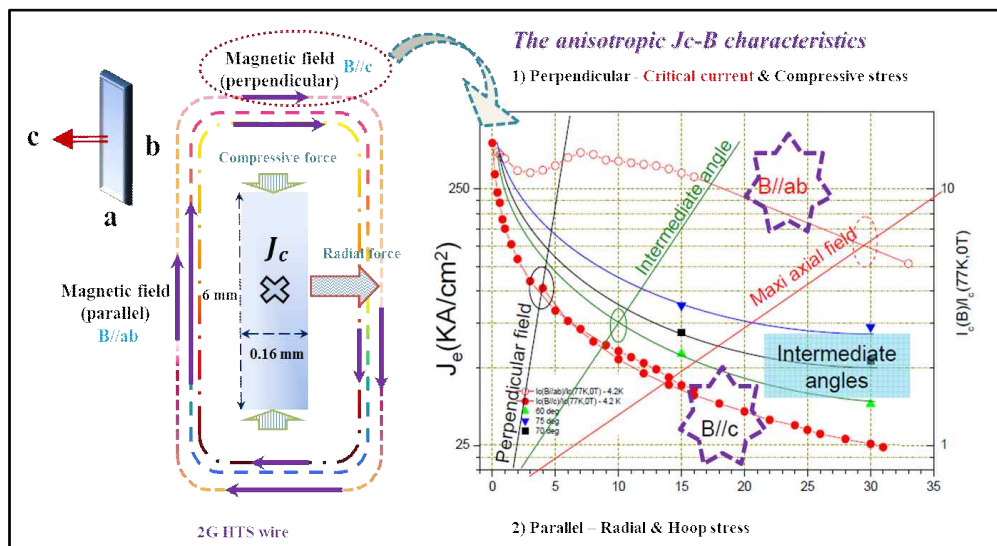 The anisotropic Jc-B characteristics
1) Perpendicular - Critical current & Compressive stress
Magnetic field
(perpendicular)
B//c
c
b
a
Compressive force
Jc
Radial force
6 mm
0.16 mm
Magnetic field
(parallel)
B//ab
2G HTS wire
Je(KA/cm²)
250
25
Perpendicular field
Intermediate angle
Maxi axial field
B//ab
Intermediate
angles
B//c
Ic(B//ab)/Ic(77K,0T) - 4.2K
Ic(B//c)/Ic(77K,0T) - 4.2 K
60 deg
75 deg
70 deg
10
1
Ic(B)/Ic(77K,0T)
0 5 10 15 20 25 30 35
2) Parallel – Radial & Hoop stress